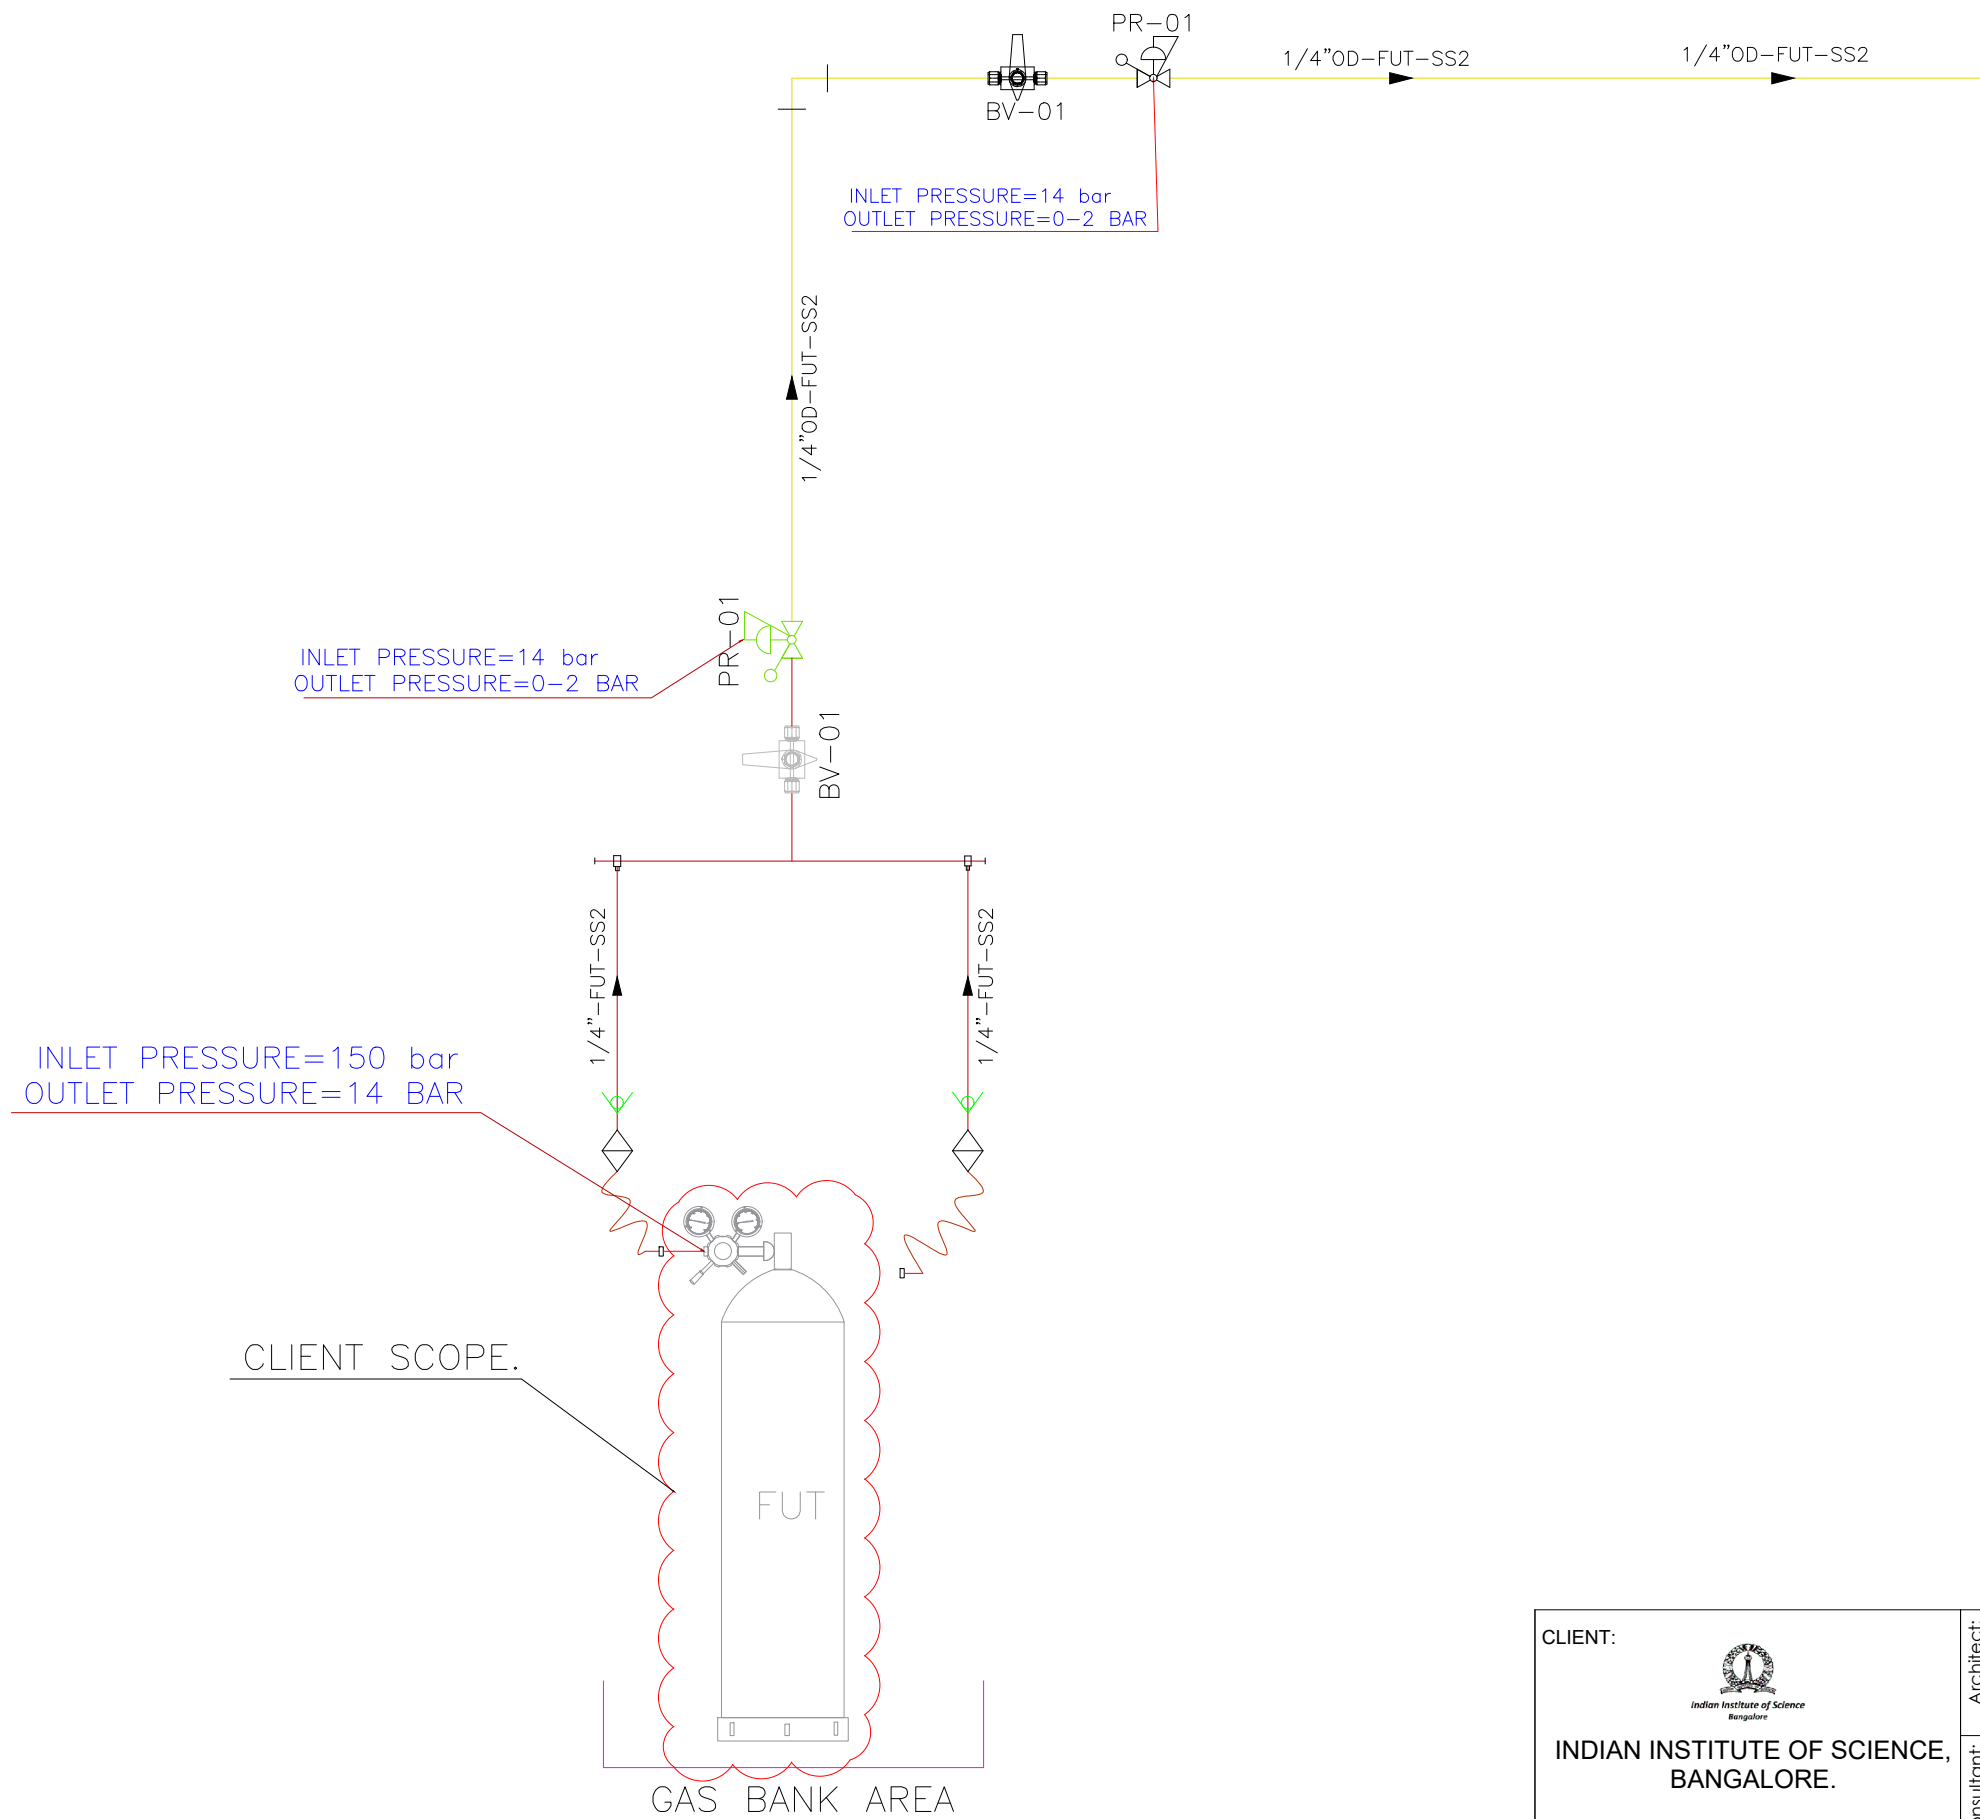 PR-01
1/4"OD-FUT-SS2
1/4"OD-FUT-SS2
BV-01
INLET PRESSURE=14 bar
OUTLET PRESSURE=0-2 BAR
1/4"OD-FUT-SS2
PR-01
INLET PRESSURE=14 bar
OUTLET PRESSURE=0-2 BAR
BV-01
1/4"-FUT-SS2
1/4"-FUT-SS2
INLET PRESSURE=150 bar
OUTLET PRESSURE=14 BAR
CLIENT SCOPE.
FUT
GAS BANK AREA
CLIENT:
Indian Institute of Science
Bangalore
INDIAN INSTITUTE OF SCIENCE,
BANGALORE.
Architect: